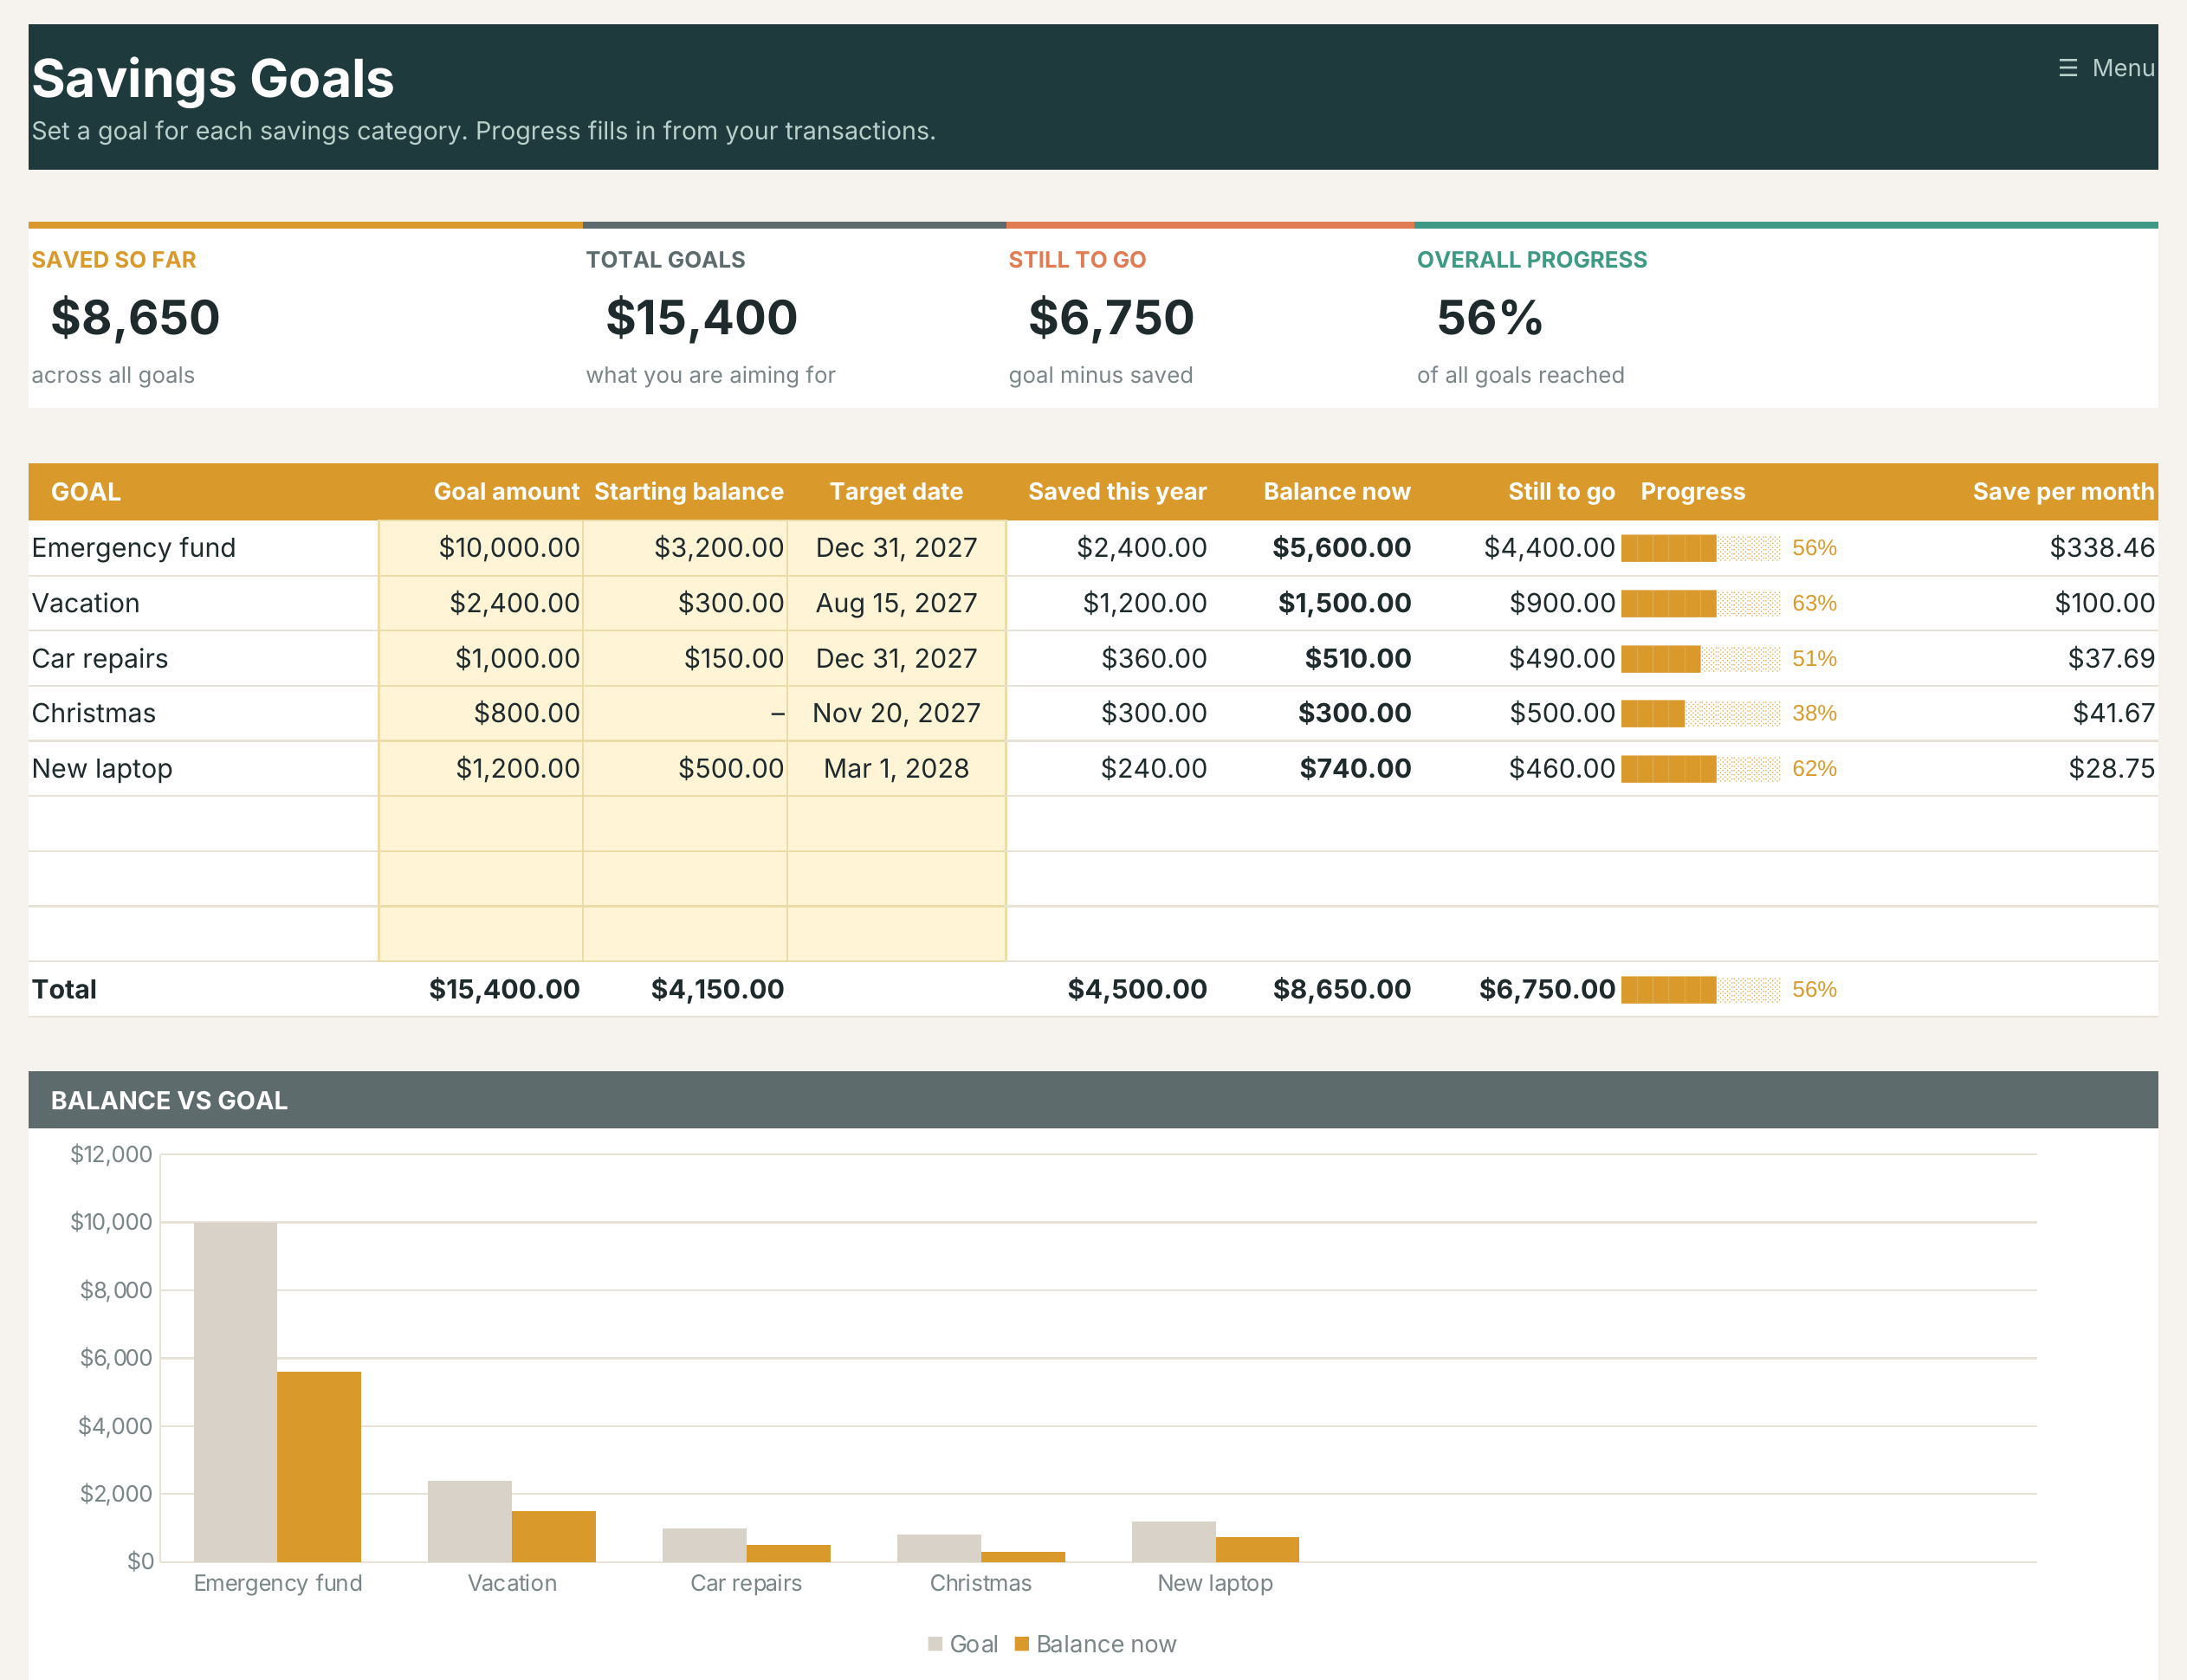 Savings Goals
☰ Menu
Set a goal for each savings category. Progress fills in from your transactions.
SAVED SO FAR TOTAL GOALS STILL TO GO OVERALL PROGRESS
$8,650 $15,400 $6,750 56%
across all goals what you are aiming for goal minus saved of all goals reached
GOAL Goal amount Starting balance Target date Saved this year Balance now Still to go Progress Save per month
Emergency fund $10,000.00 $3,200.00 Dec 31, 2027 $2,400.00 $5,600.00 $4,400.00 56% $338.46
Vacation $2,400.00 $300.00 Aug 15, 2027 $1,200.00 $1,500.00 $900.00 63% $100.00
Car repairs $1,000.00 $150.00 Dec 31, 2027 $360.00 $510.00 $490.00 51% $37.69
Christmas $800.00 – Nov 20, 2027 $300.00 $300.00 $500.00 38% $41.67
New laptop $1,200.00 $500.00 Mar 1, 2028 $240.00 $740.00 $460.00 62% $28.75
Total $15,400.00 $4,150.00 $4,500.00 $8,650.00 $6,750.00 56%
BALANCE VS GOAL
$12,000
$10,000
$8,000
$6,000
$4,000
$2,000
$0
Emergency fund Vacation Car repairs Christmas New laptop
Goal Balance now